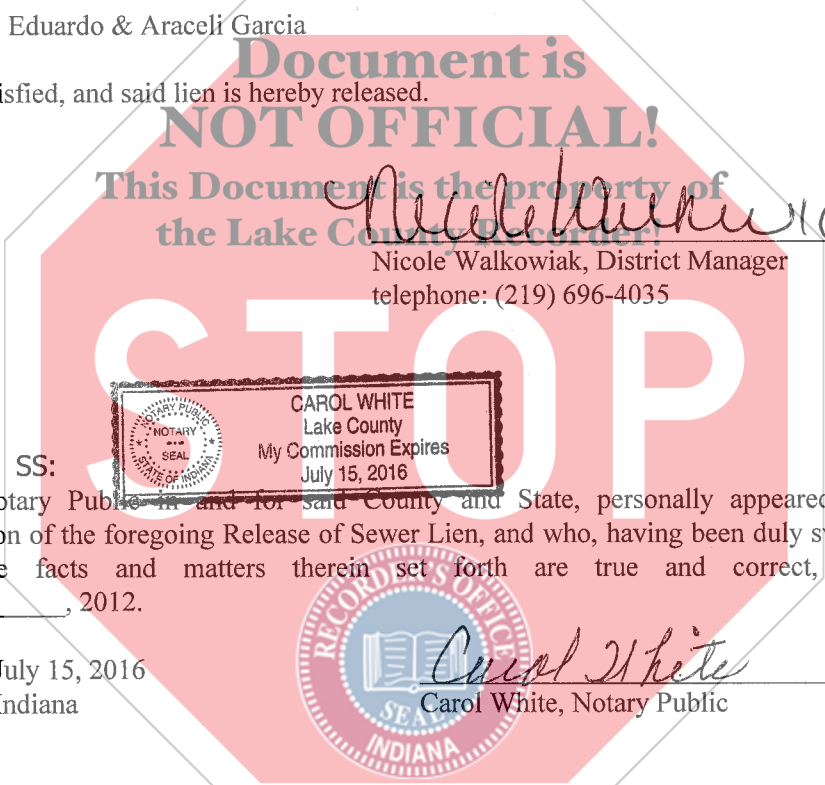 Eduardo & Araceli Garcia
Document is
isfied, and said lien is hereby released.
NOT OFFICIAL!
This Document is the property of
the Lake County Recorder!
Nicole Walkowiak
Nicole Walkowiak, District Manager
telephone: (219) 696-4035
STOP
CAROL WHITE
Lake County
My Commission Expires
July 15, 2016
NOTARY PUBLIC
NOTARY
SEAL
STATE OF INDIANA
SS:
otary Public in and for said County and State, personally appeared
on of the foregoing Release of Sewer Lien, and who, having been duly s
e facts and matters therein set forth are true and correct,
, 2012.
RECORDER'S OFFICE
SEAL
INDIANA
July 15, 2016
Indiana
Carol White
Carol White, Notary Public